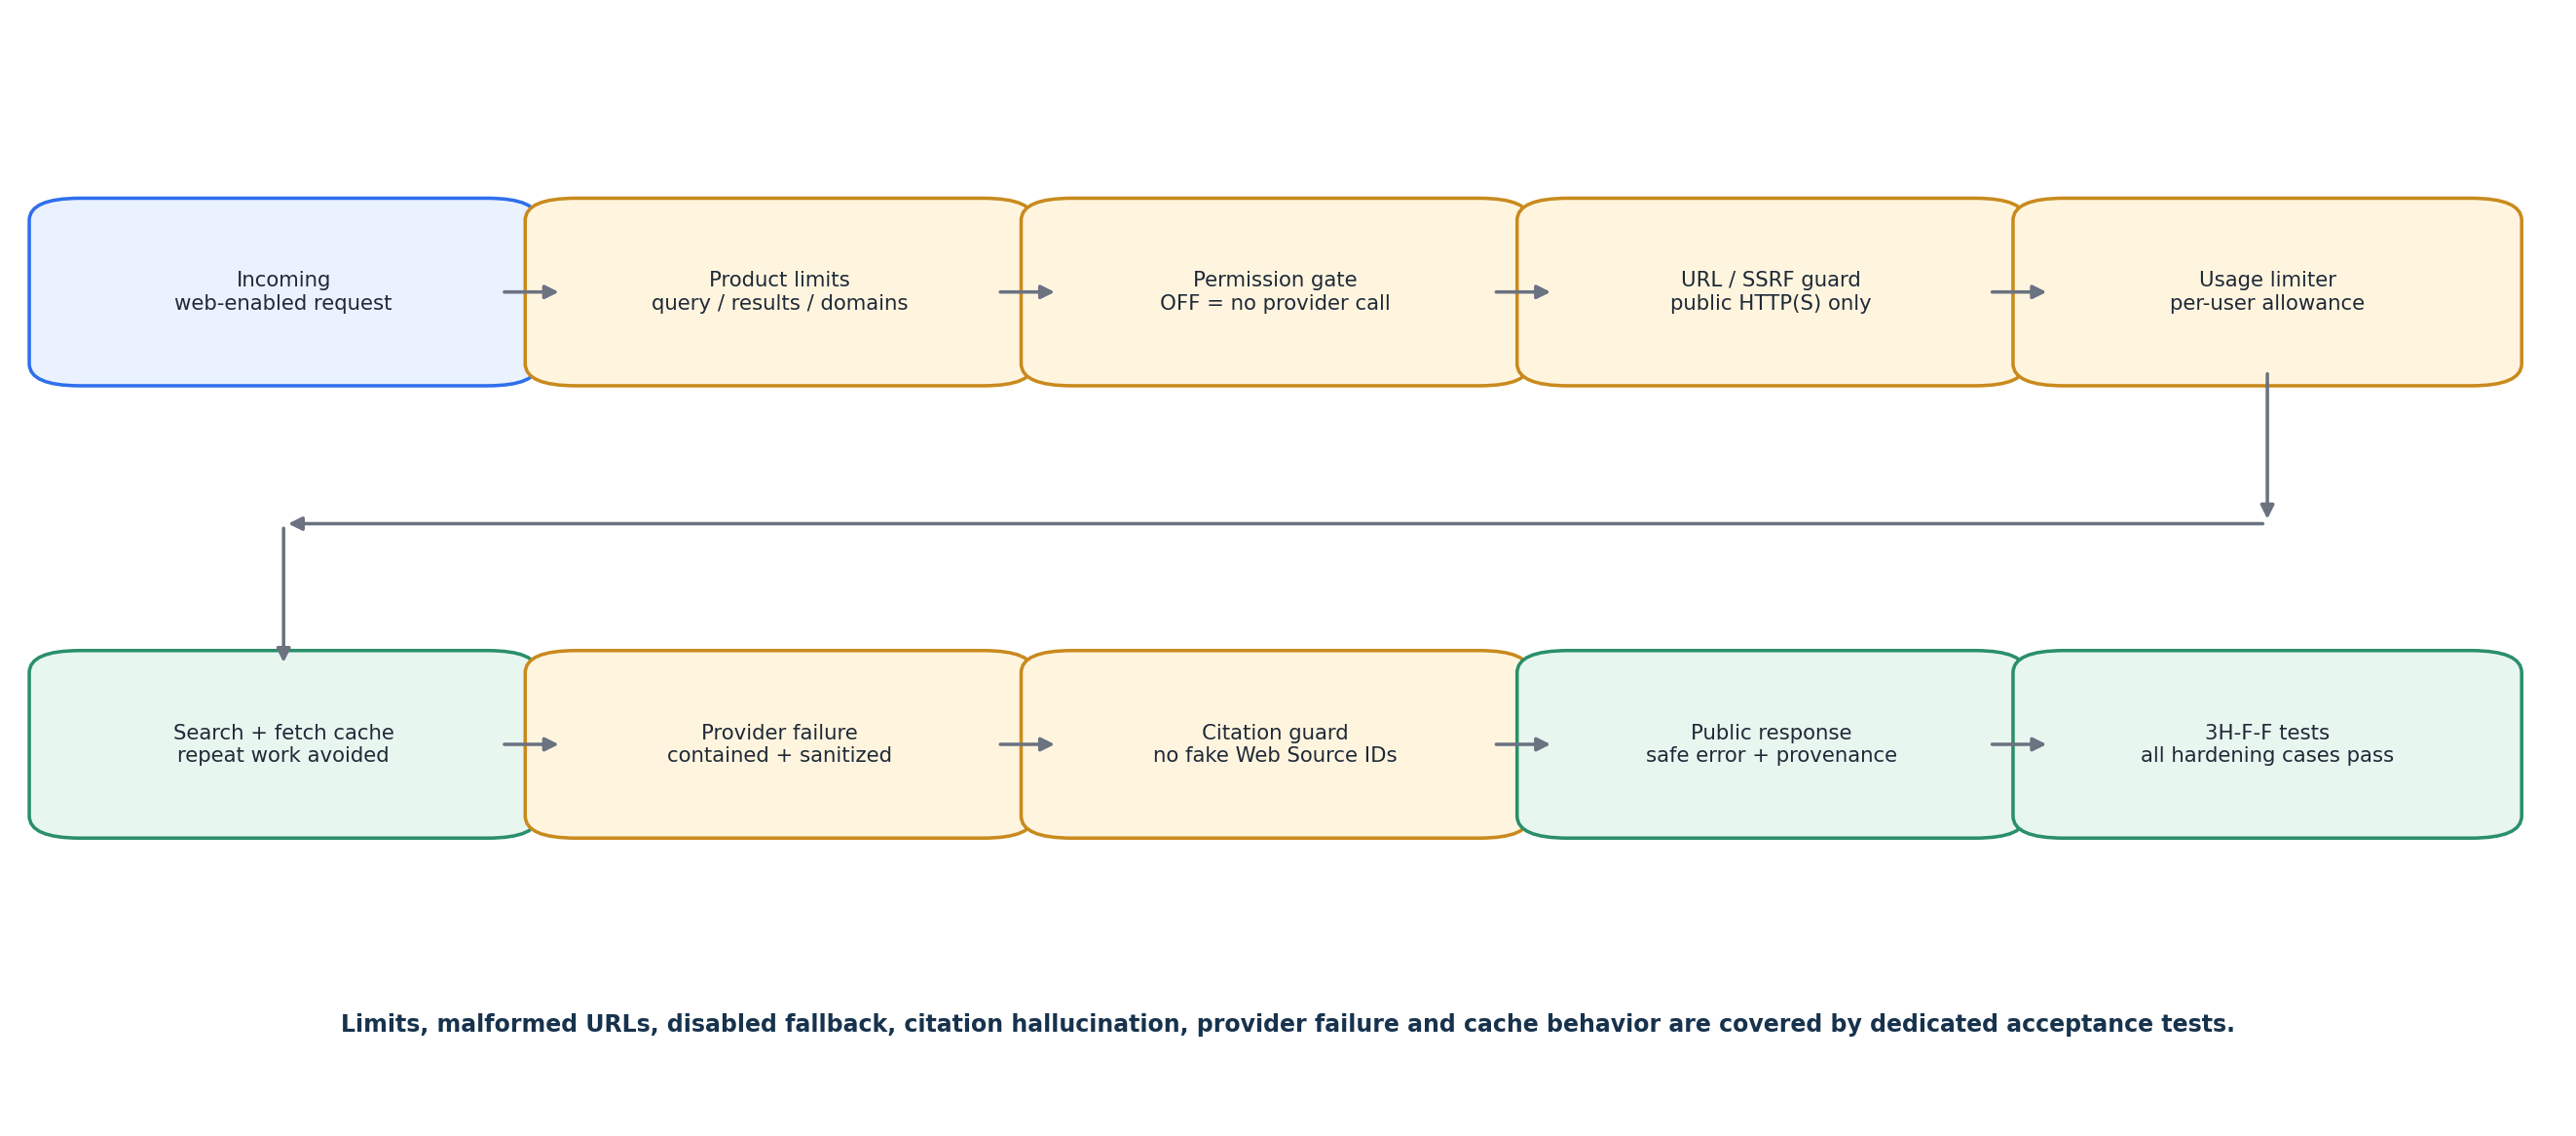 Incoming
web-enabled request
Product limits
query / results / domains
Permission gate
OFF = no provider call
URL / SSRF guard
public HTTP(S) only
Usage limiter
per-user allowance
Search + fetch cache
repeat work avoided
Provider failure
contained + sanitized
Citation guard
no fake Web Source IDs
Public response
safe error + provenance
3H-F-F tests
all hardening cases pass
Limits, malformed URLs, disabled fallback, citation hallucination, provider failure and cache behavior are covered by dedicated acceptance tests.